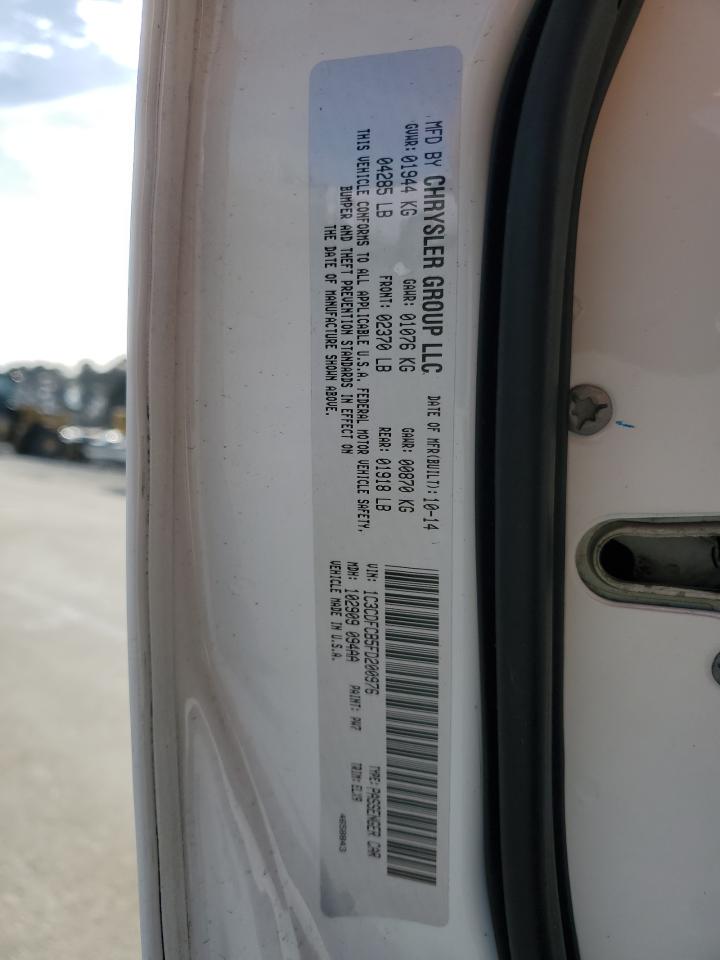 MFD BY CHRYSLER GROUP LLC DATE OF MFR(BUILT): 10-14
GVWR: 01944 KG GAWR: 01076 KG GAWR: 00870 KG
04285 LB FRONT: 02370 LB REAR: 01918 LB
THIS VEHICLE CONFORMS TO ALL APPLICABLE U.S.A. FEDERAL MOTOR VEHICLE SAFETY,
BUMPER AND THEFT PREVENTION STANDARDS IN EFFECT ON
THE DATE OF MANUFACTURE SHOWN ABOVE.
VIN: 1C3CDFCB5FD200976 TYPE: PASSENGER CAR
MDH: 102909 094AA PAINT: PW7 TRIM: ELX9
VEHICLE MADE IN U.S.A.